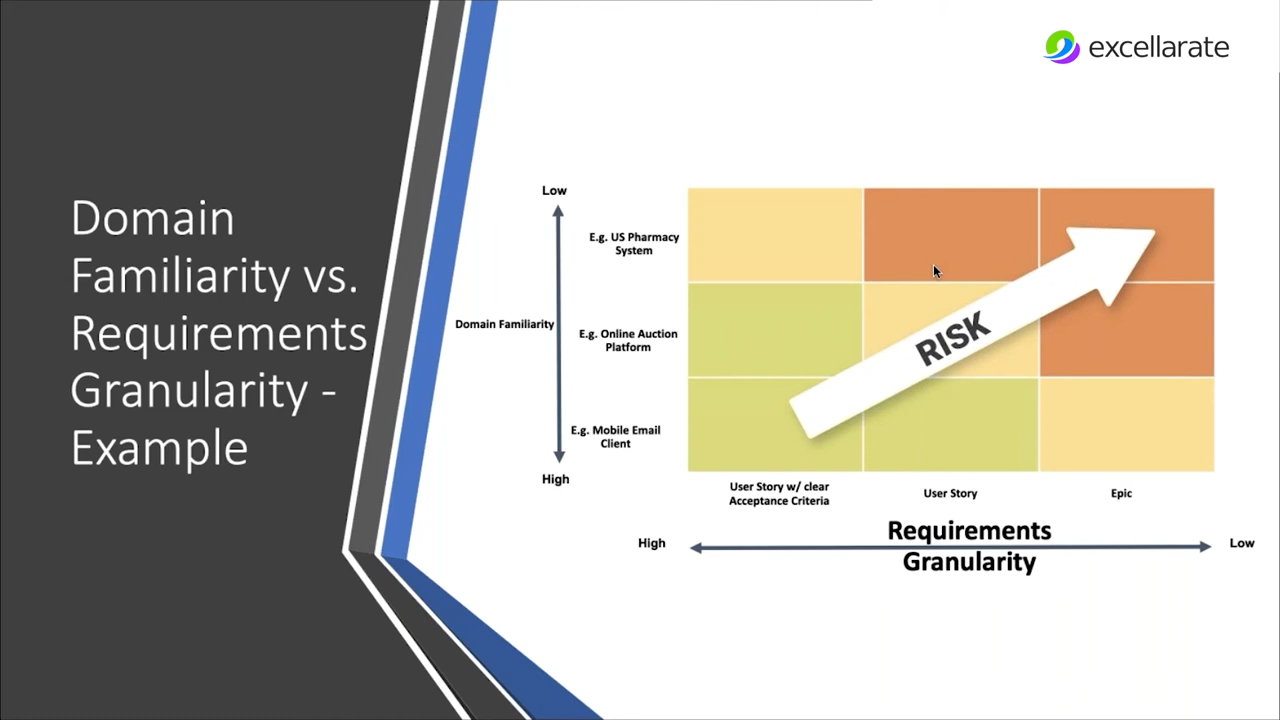 excellarate
Domain
Familiarity vs.
Requirements
Granularity -
Example
Low
E.g. US Pharmacy
System
Domain Familiarity
E.g. Online Auction
Platform
E.g. Mobile Email
Client
High
RISK
User Story w/ clear
Acceptance Criteria
User Story
Epic
High
Requirements
Granularity
Low